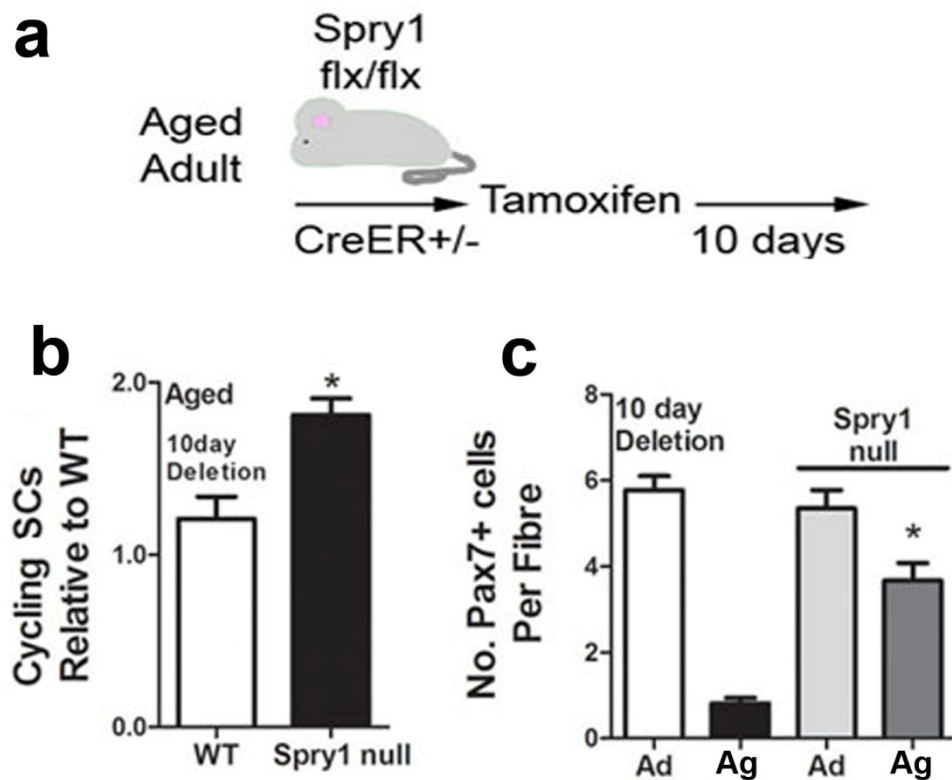 a
Spry1
flx/flx
Aged
Adult
Tamoxifen
CreER+/-
10 days
b
Cycling SCs
Relative to WT
2.0
1.0
0.0
Aged
10day
Deletion
*
WT
Spry1 null
c
No. Pax7+ cells
Per Fibre
8
6
4
2
0
10 day
Deletion
Spry1
null
*
Ad
Ag
Ad
Ag